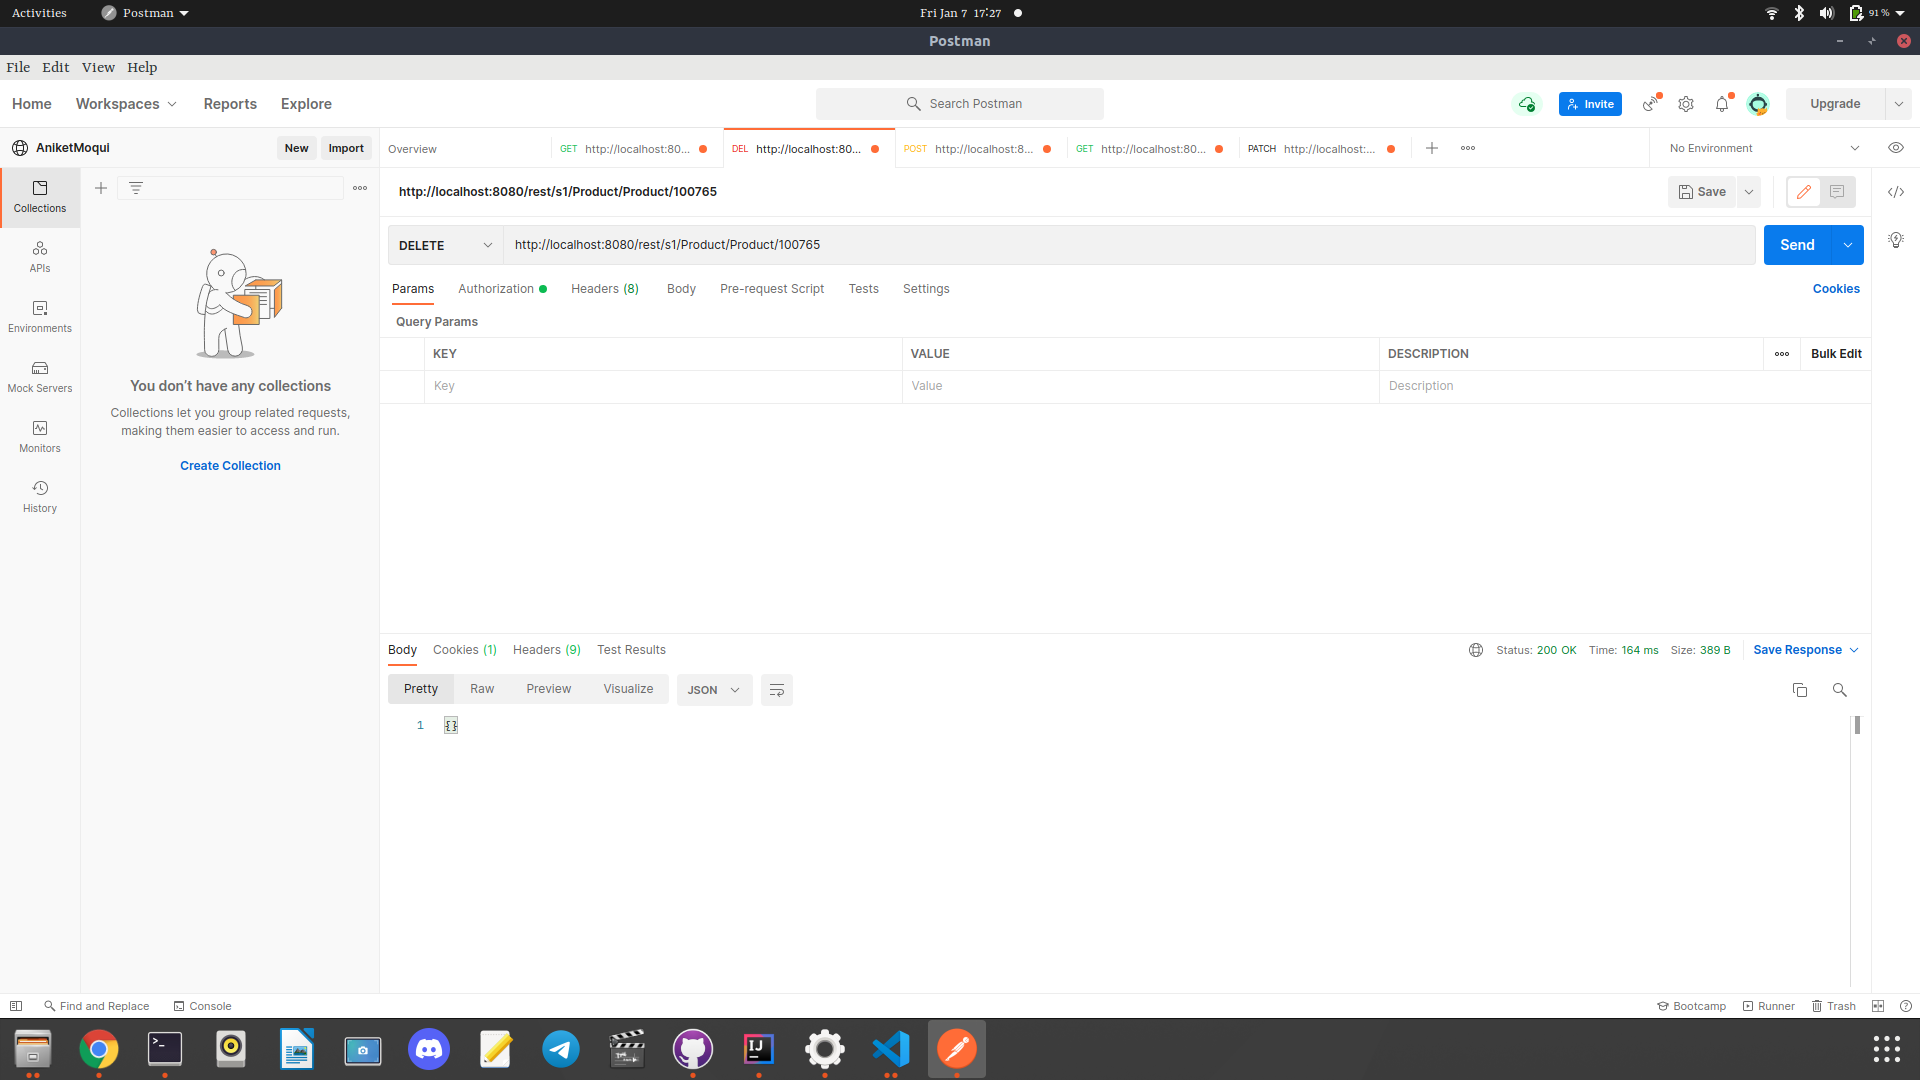 Activities Postman Fri Jan 7 17:27 91 %
Postman
File Edit View Help
Home Workspaces Reports Explore Search Postman Invite Upgrade
AniketMoqui New Import
Overview GET http://localhost:80... DEL http://localhost:80... POST http://localhost:8... GET http://localhost:80... PATCH http://localhost:... No Environment
Collections
APIs
Environments
Mock Servers
Monitors
History
You don't have any collections
Collections let you group related requests,
making them easier to access and run.
Create Collection
http://localhost:8080/rest/s1/Product/Product/100765 Save
DELETE http://localhost:8080/rest/s1/Product/Product/100765 Send
Params Authorization Headers (8) Body Pre-request Script Tests Settings Cookies
Query Params
KEY VALUE DESCRIPTION Bulk Edit
Key Value Description
Body Cookies (1) Headers (9) Test Results Status: 200 OK Time: 164 ms Size: 389 B Save Response
Pretty Raw Preview Visualize JSON
1 {}
Find and Replace Console Bootcamp Runner Trash
>_ IJ